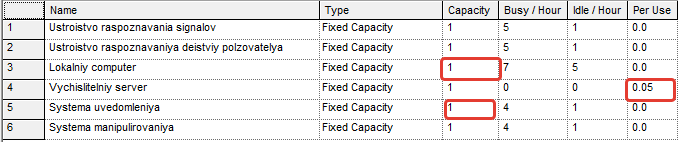 Name Type Capacity Busy / Hour Idle / Hour Per Use
1 Ustroistvo raspoznavania signalov Fixed Capacity 1 5 1 0.0
2 Ustroistvo raspoznavaniya deistviy polzovatelya Fixed Capacity 1 5 1 0.0
3 Lokalniy computer Fixed Capacity 1 7 5 0.0
4 Vychislitelniy server Fixed Capacity 1 0 0 0.05
5 Systema uvedomleniya Fixed Capacity 1 4 1 0.0
6 Systema manipulirovaniya Fixed Capacity 1 4 1 0.0